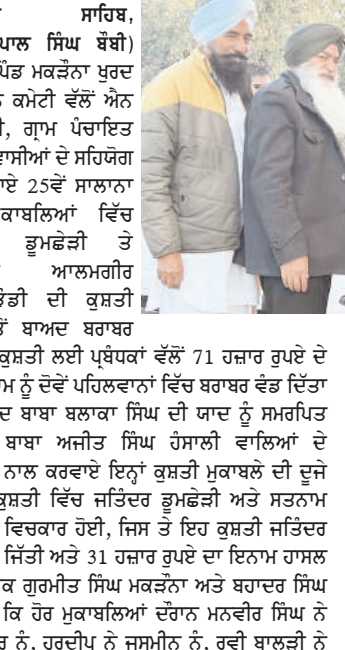 ਸਾਹਿਬ,
ਪਾਲ ਸਿੰਘ ਬੌਬੀ)
ਪਿੰਡ ਮਕੜੌਨਾ ਖੁਰਦ
ਕਮੇਟੀ ਵੱਲੋਂ ਐਨ
ਗ੍ਰਾਮ ਪੰਚਾਇਤ
ਵਾਸੀਆਂ ਦੇ ਸਹਿਯੋਗ
25ਵੇਂ ਸਾਲਾਨਾ
ਕਾਬਲਿਆਂ ਵਿੱਚ
ਡੂਮਛੇੜੀ ਤੇ
ਆਲਮਗੀਰ
ਦੀ ਕੁਸ਼ਤੀ
ਬਾਅਦ ਬਰਾਬਰ
ਕੁਸ਼ਤੀ ਲਈ ਪ੍ਰਬੰਧਕਾਂ ਵੱਲੋਂ 71 ਹਜ਼ਾਰ ਰੁਪਏ ਦੇ
ਨੂੰ ਦੋਵੇਂ ਪਹਿਲਵਾਨਾਂ ਵਿੱਚ ਬਰਾਬਰ ਵੰਡ ਦਿੱਤਾ
ਬਾਬਾ ਬਲਾਕਾ ਸਿੰਘ ਦੀ ਯਾਦ ਨੂੰ ਸਮਰਪਿਤ
ਬਾਬਾ ਅਜੀਤ ਸਿੰਘ ਹੰਸਾਲੀ ਵਾਲਿਆਂ ਦੇ
ਨਾਲ ਕਰਵਾਏ ਇਨ੍ਹਾਂ ਕੁਸ਼ਤੀ ਮੁਕਾਬਲੇ ਦੀ ਦੂਜੇ
ਕੁਸ਼ਤੀ ਵਿੱਚ ਜਤਿੰਦਰ ਡੂਮਛੇੜੀ ਅਤੇ ਸਤਨਾਮ
ਵਿਚਕਾਰ ਹੋਈ, ਜਿਸ ਤੇ ਇਹ ਕੁਸ਼ਤੀ ਜਤਿੰਦਰ
ਜਿੱਤੀ ਅਤੇ 31 ਹਜ਼ਾਰ ਰੁਪਏ ਦਾ ਇਨਾਮ ਹਾਸਲ
ਗੁਰਮੀਤ ਸਿੰਘ ਮਕੜੌਨਾ ਅਤੇ ਬਹਾਦਰ ਸਿੰਘ
ਕਿ ਹੋਰ ਮੁਕਾਬਲਿਆਂ ਦੌਰਾਨ ਮਨਵੀਰ ਸਿੰਘ ਨੇ
ਨੂੰ, ਹਰਦੀਪ ਨੇ ਜਸਮੀਨ ਨੂੰ, ਰਵੀ ਬਾਲੜੀ ਨੇ